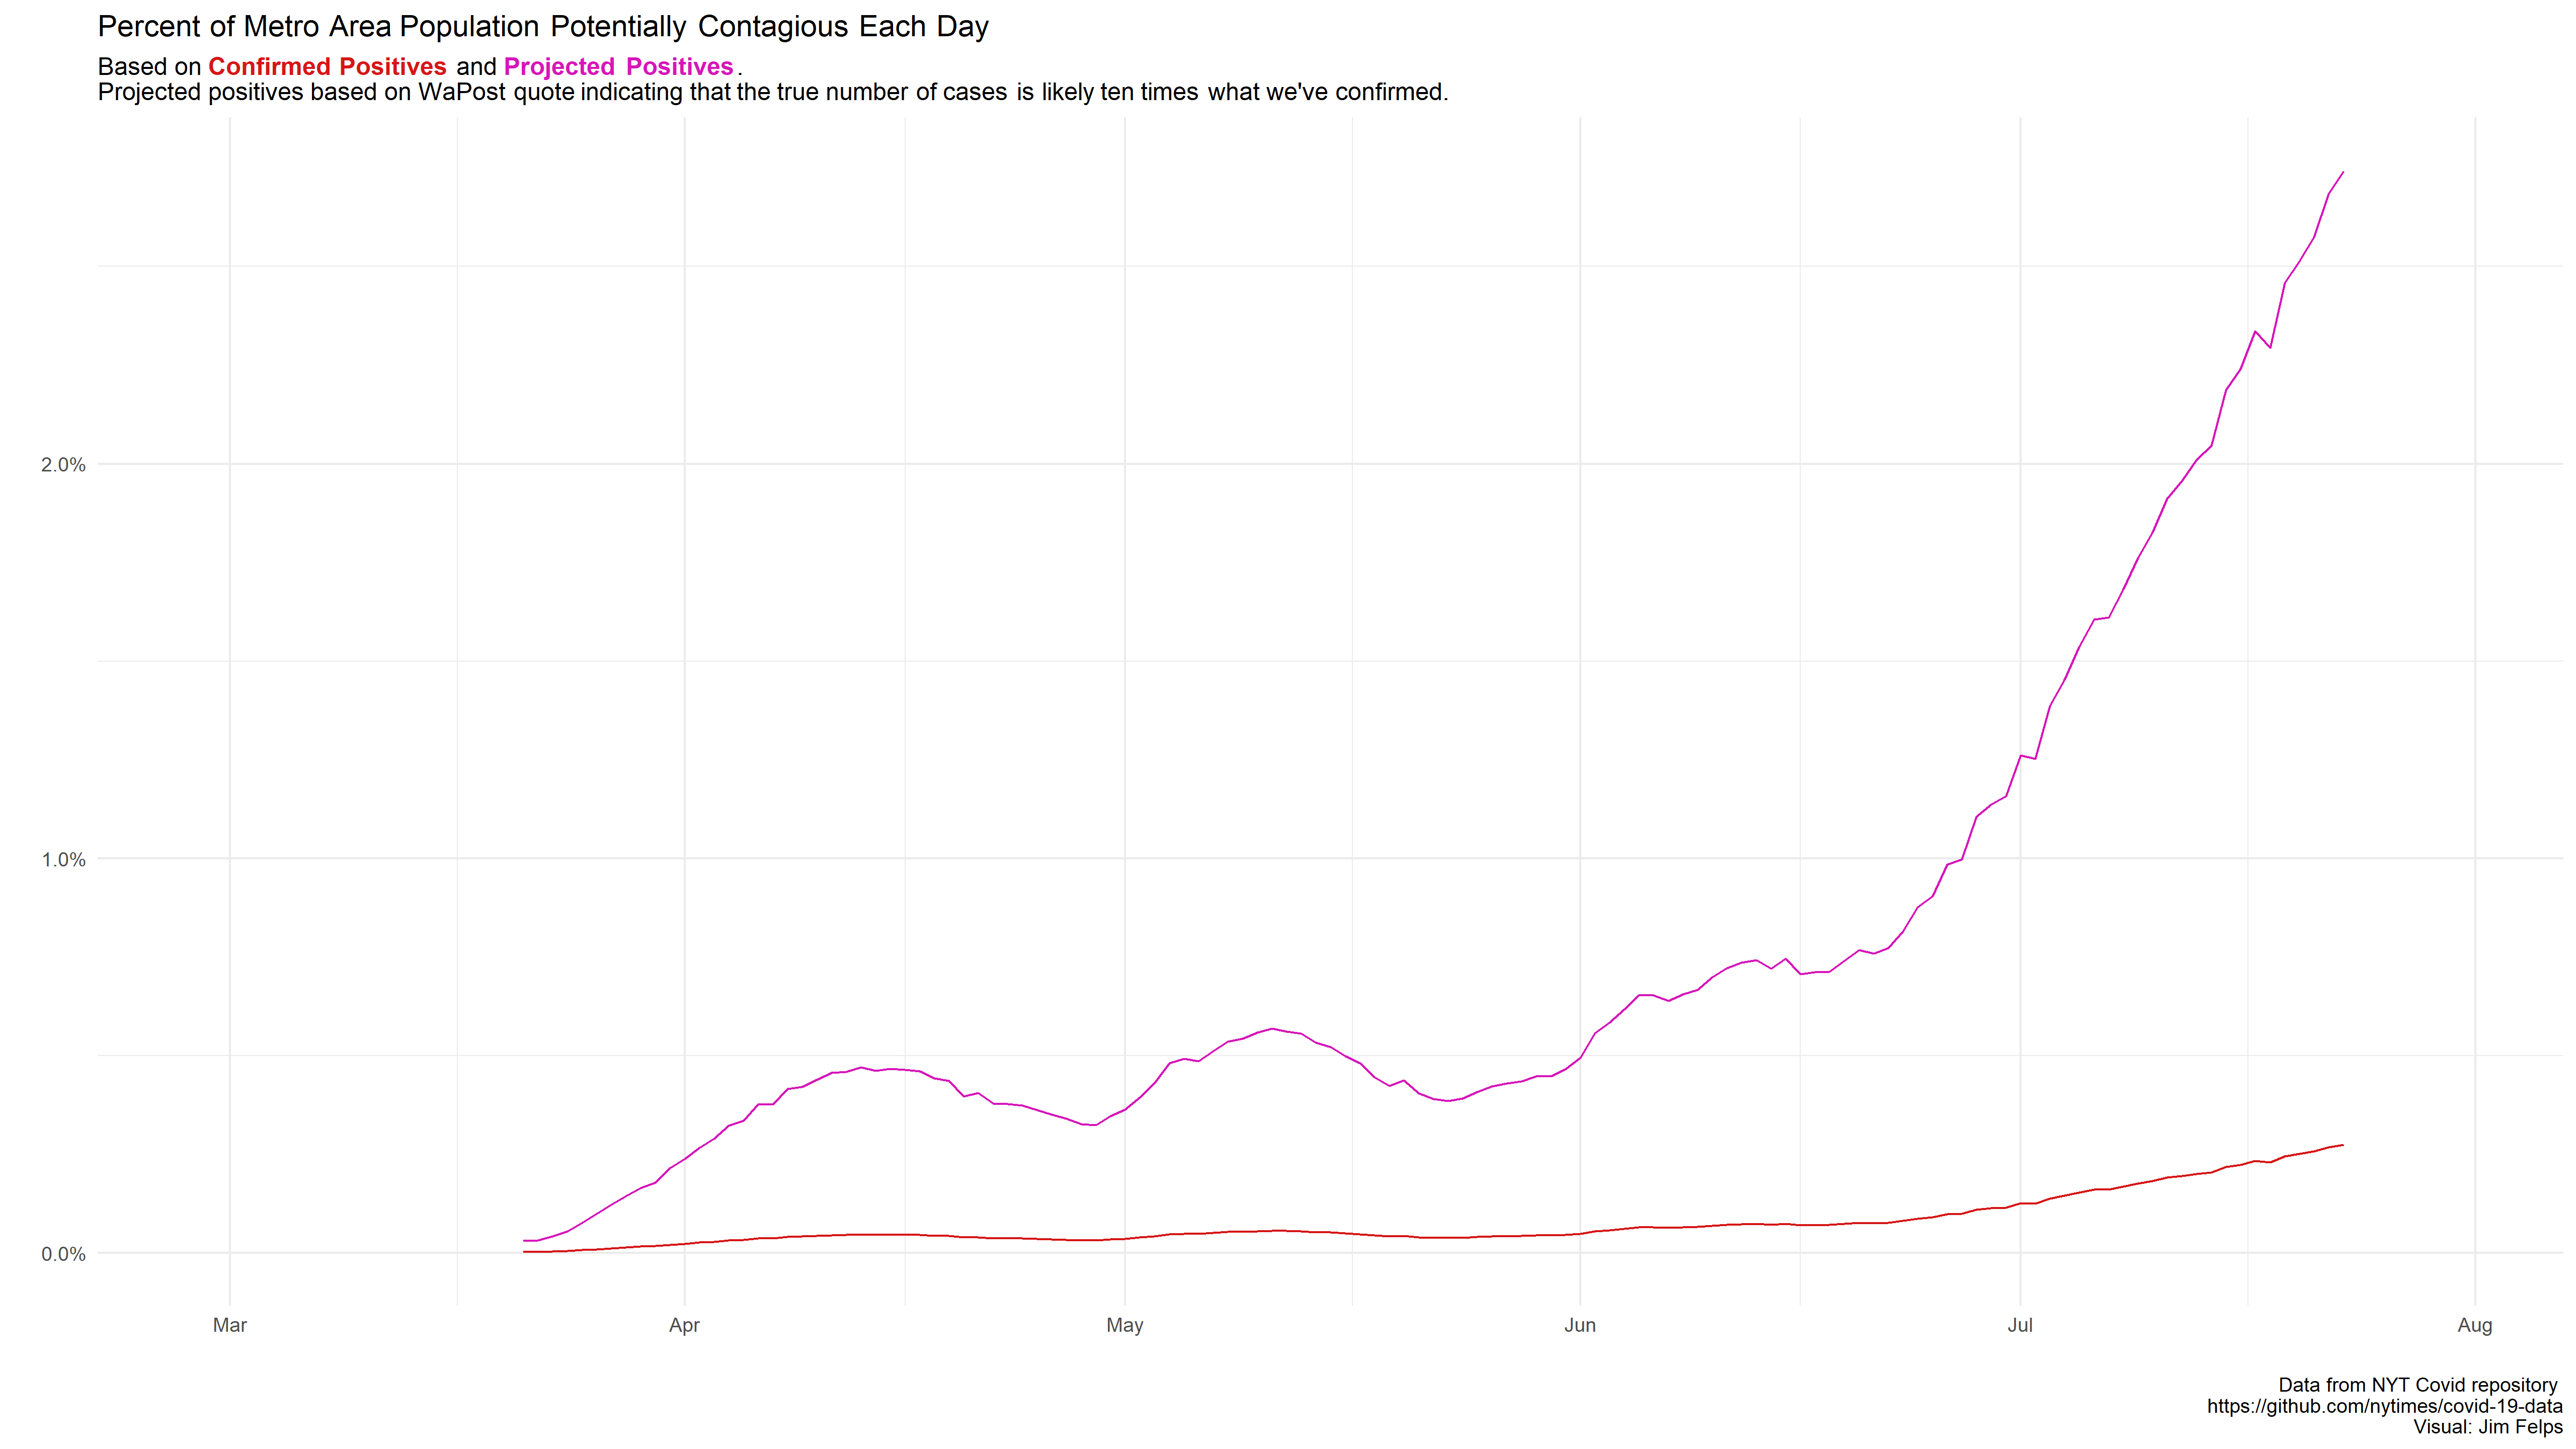 Percent of Metro Area Population Potentially Contagious Each Day
Based on Confirmed Positives and Projected Positives.
Projected positives based on WaPost quote indicating that the true number of cases is likely ten times what we've confirmed.
2.0%
1.0%
0.0%
Mar Apr May Jun Jul Aug
Data from NYT Covid repository
https://github.com/nytimes/covid-19-data
Visual: Jim Felps